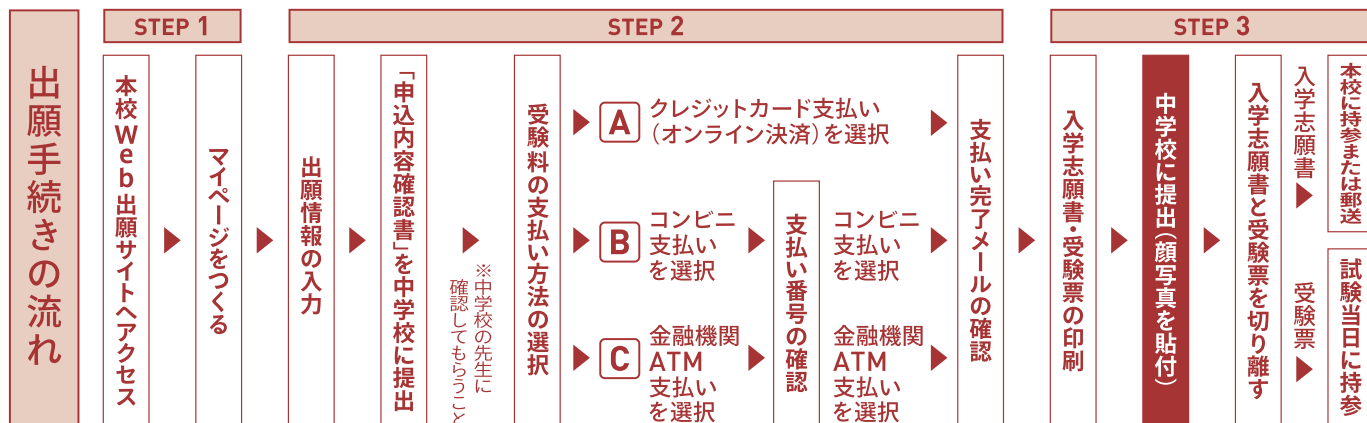 出願手続きの流れ
STEP 1
本校Web出願サイトへアクセス
マイページをつくる
STEP 2
出願情報の入力
「申込内容確認書」を中学校に提出
※中学校の先生に
確認してもらうこと
受験料の支払い方法の選択
A
クレジットカード支払い
(オンライン決済)を選択
B
コンビニ
支払い
を選択
C
金融機関
ATM
支払い
を選択
支払い番号の確認
コンビニ
支払い
を選択
金融機関
ATM
支払い
を選択
支払い完了メールの確認
STEP 3
入学志願書・受験票の印刷
中学校に提出(顔写真を貼付)
入学志願書と受験票を切り離す
入学志願書
本校に持参または郵送
受験票
試験当日に持参